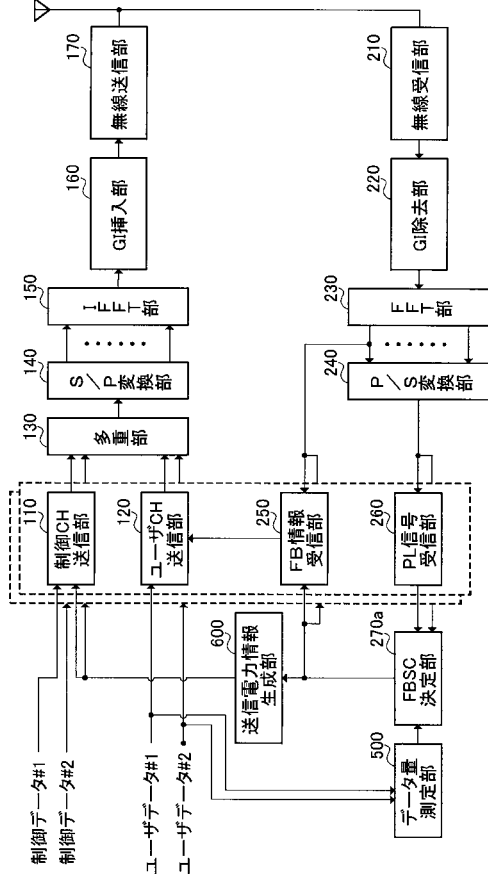 制御データ#1
制御データ#2
ユーザデータ#1
ユーザデータ#2
110
制御CH
送信部
120
ユーザCH
送信部
130
多重部
140
S/P変換部
150
IFFT部
160
GI挿入部
170
無線送信部
210
無線受信部
220
GI除去部
230
FFT部
240
P/S変換部
250
FB情報
受信部
260
PL信号
受信部
270a
FBSC
決定部
500
データ量
測定部
600
送信電力情報
生成部